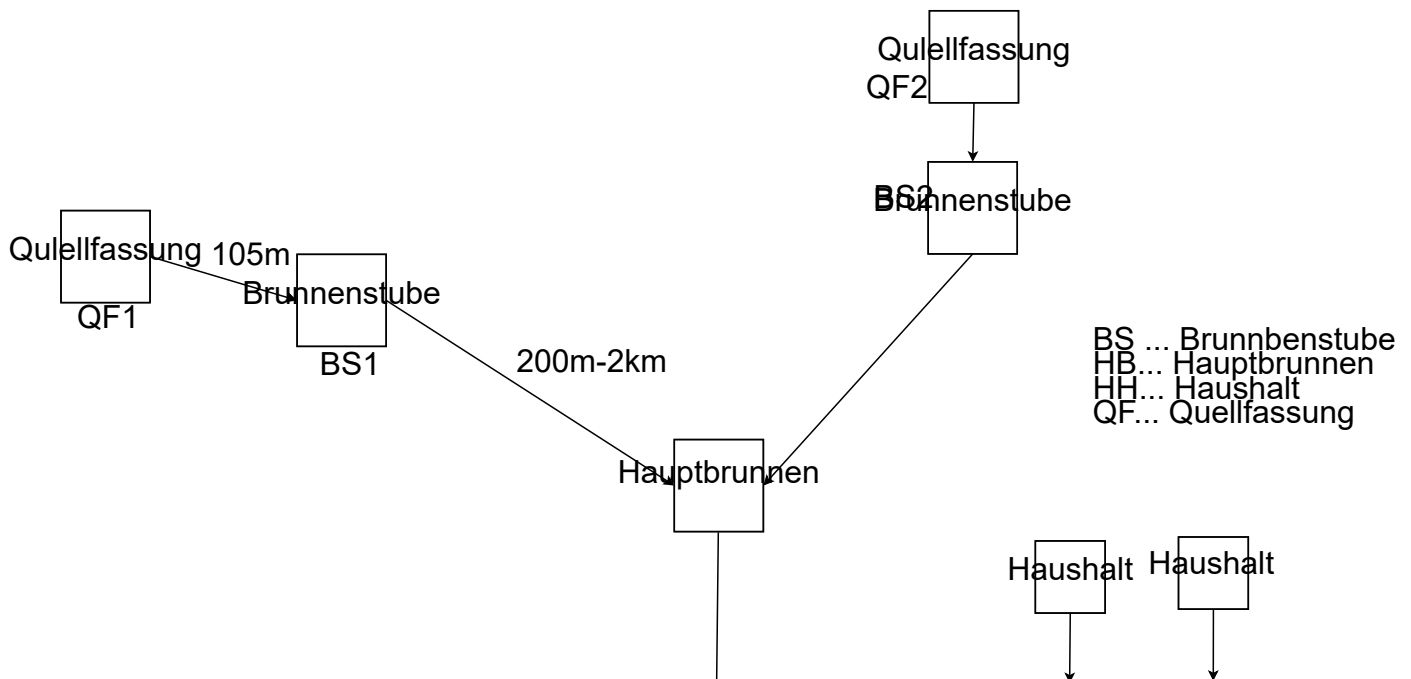 Qulellfassung
QF2
BS2
Brunnenstube
Qulellfassung
105m
QF1
Brunnenstube
BS1
200m-2km
BS ... Brunnbenstube
HB... Hauptbrunnen
HH... Haushalt
QF... Quellfassung
Hauptbrunnen
Haushalt
Haushalt